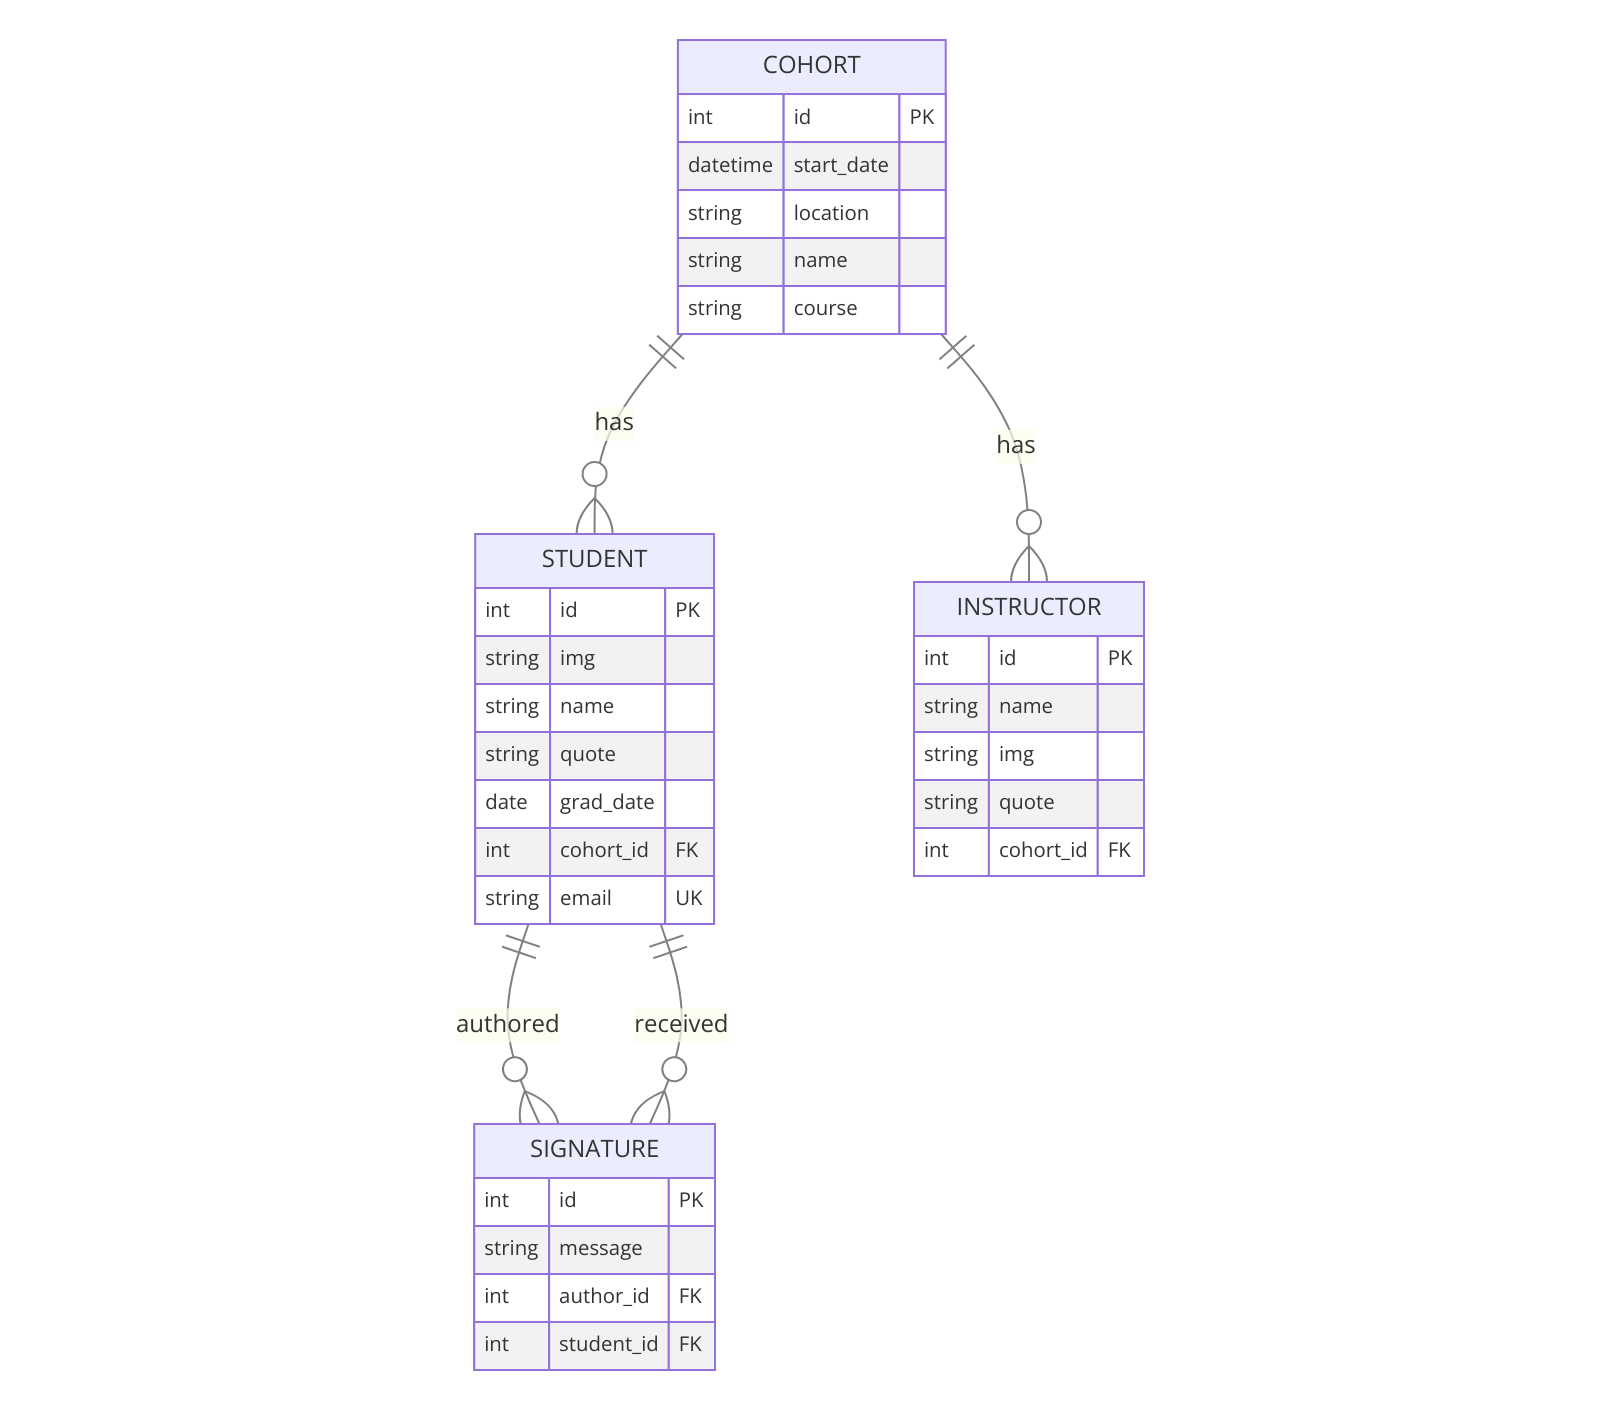 COHORT
int id PK
datetime start_date
string location
string name
string course
has
has
STUDENT
int id PK
string img
string name
string quote
date grad_date
int cohort_id FK
string email UK
INSTRUCTOR
int id PK
string name
string img
string quote
int cohort_id FK
authored
received
SIGNATURE
int id PK
string message
int author_id FK
int student_id FK